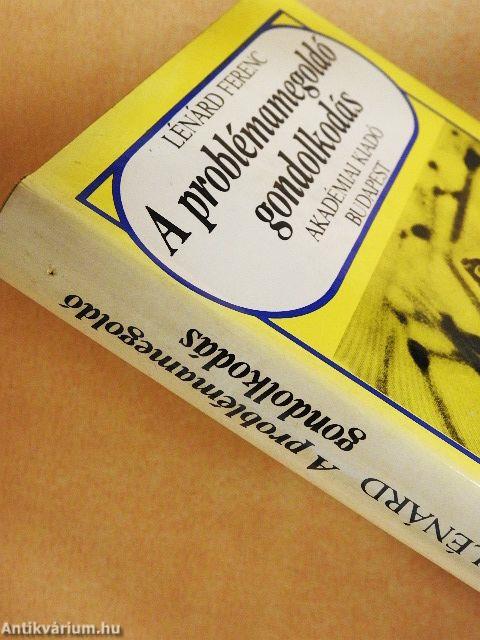 LÉNÁRD FERENC
A problémamegoldó
gondolkodás
AKADÉMIAI KIADÓ
BUDAPEST
LÉNÁRD A problémamegoldó
gondolkodás
Antikvárium.hu